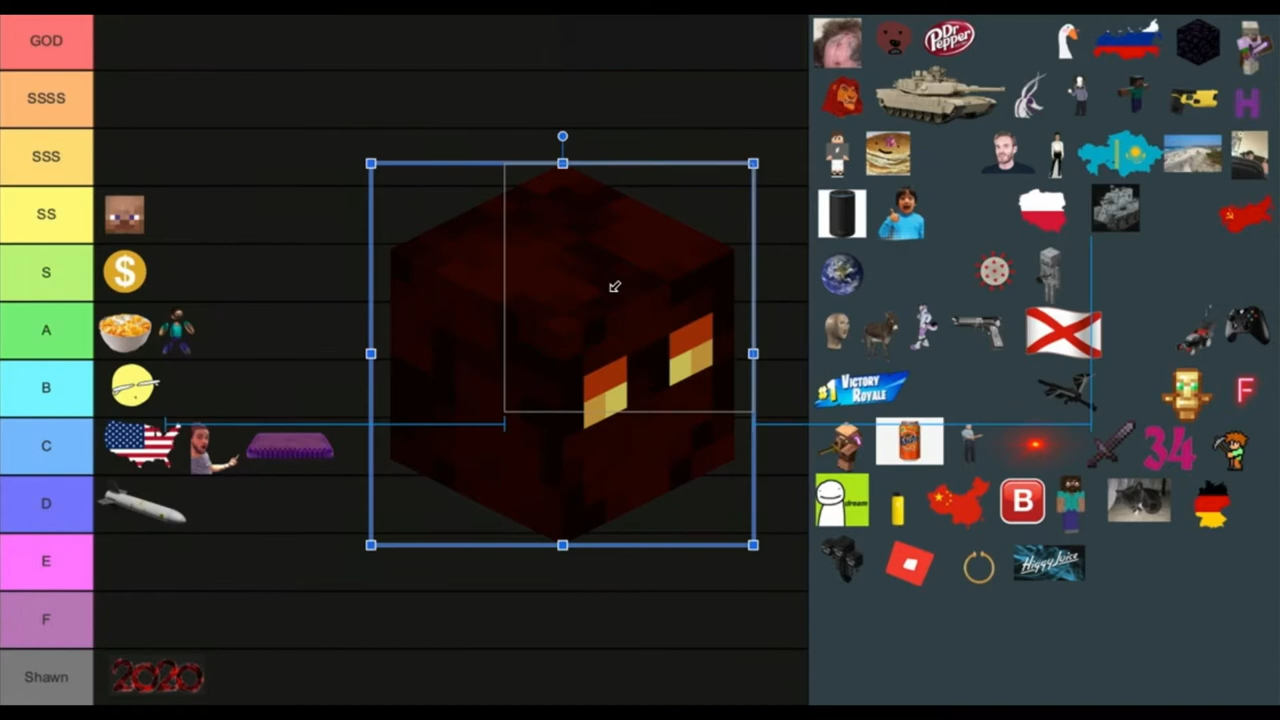 GOD
Dr
Pepper
SSSS
H
SSS
SS
S
$
A
B
#1 VICTORY
ROYALE
F
C
34
D
dream
B
E
HiggyJuice
F
Shawn
2020